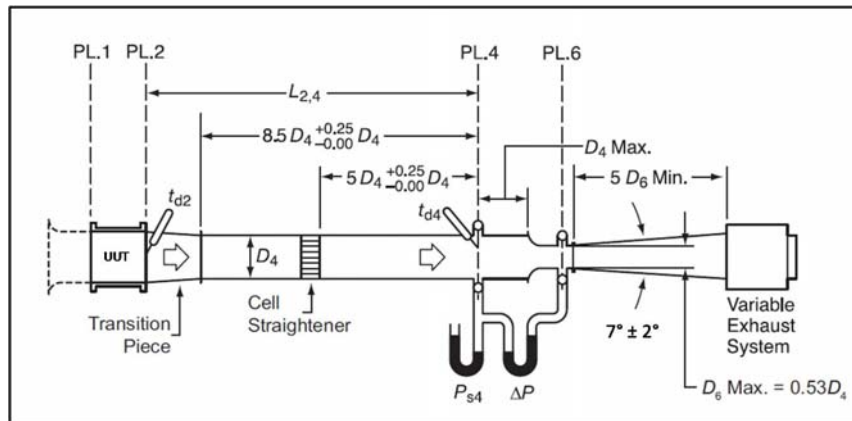 PL.1 PL.2 PL.4 PL.6
L2,4
8.5 D4 +0.25 -0.00 D4
D4 Max.
5 D4 +0.25 -0.00 D4
5 D6 Min.
td2
td4
UUT
D4
Transition
Piece
Cell
Straightener
7° ± 2°
Variable
Exhaust
System
Ps4
ΔP
D6 Max. = 0.53D4